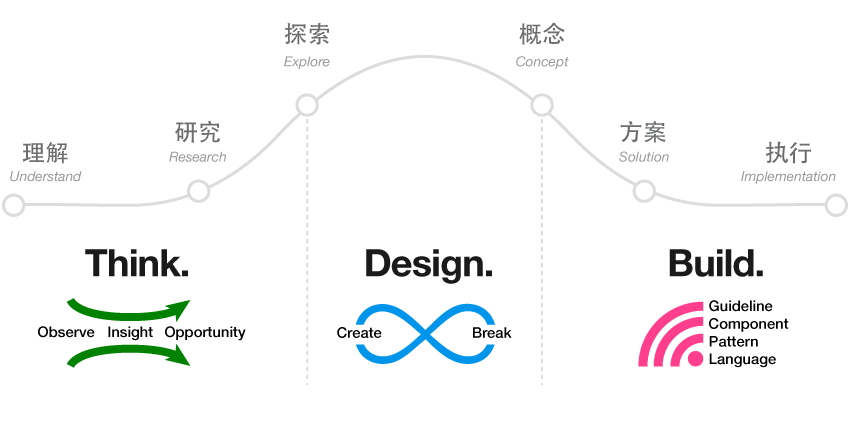 探索
Explore
概念
Concept
研究
Research
方案
Solution
理解
Understand
执行
Implementation
Think.
Design.
Build.
Observe Insight Opportunity
Create Break
Guideline
Component
Pattern
Language